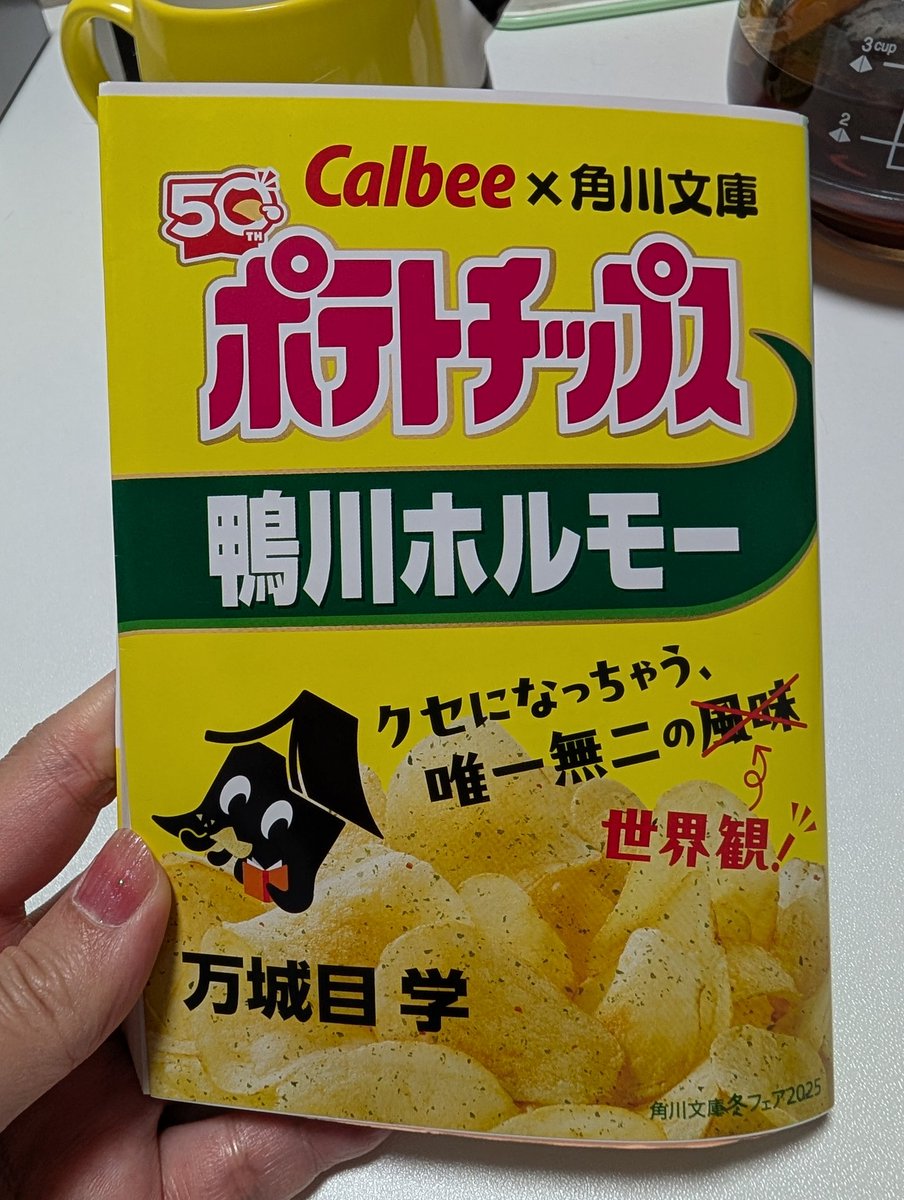 50TH
Calbee×角川文庫
ポテトチップス
鴨川ホルモー
クセになっちゃう、
唯一無二の風味
世界観!
万城目 学
角川文庫冬フェア2025
3 cup
2